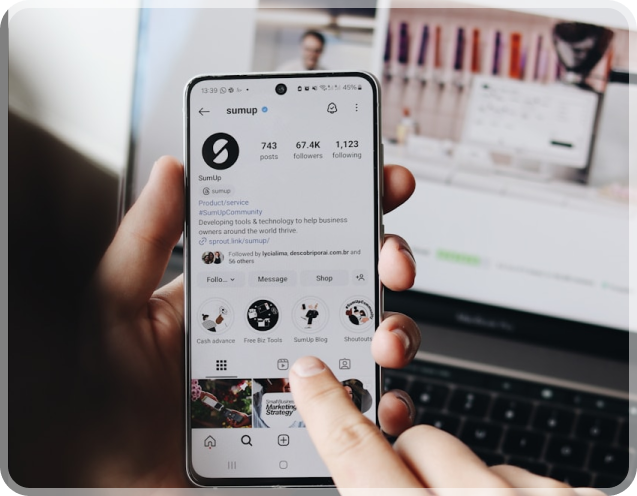 13:39
45%
sumup
743
67.4K
1,123
posts
followers
following
SumUp
sumup
Product/service
#SumUpCommunity
Developing tools & technology to help business
owners around the world thrive.
sprout.link/sumup/
Followed by lycialima, descobriporai.com.br and
56 others
Follo...
Message
Shop
Cash advance
Free Biz Tools
SumUp Blog
Shoutouts
Small Business
Marketing
Strategy